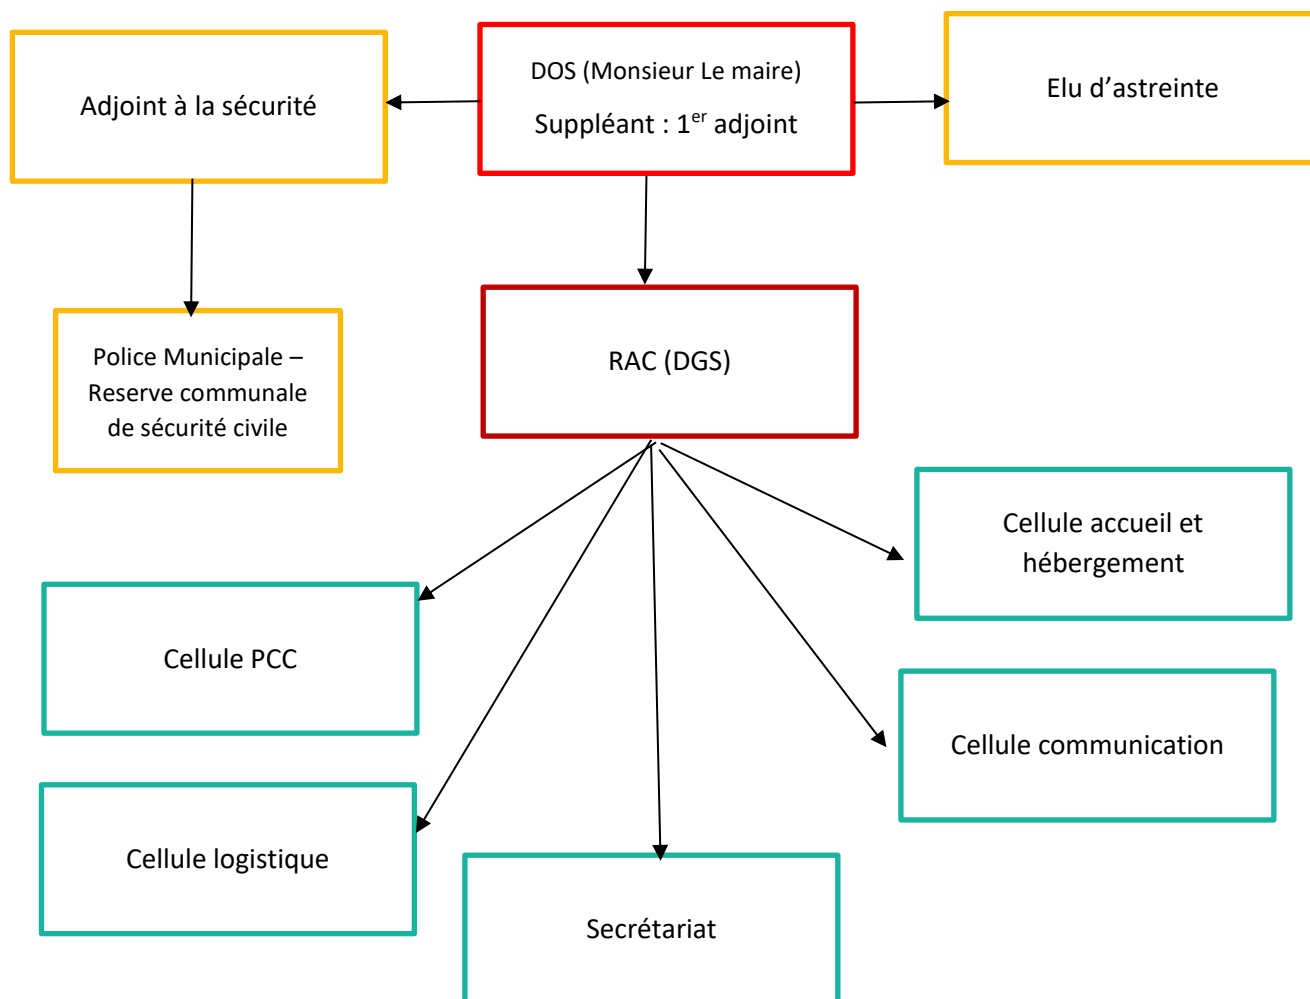 Adjoint à la sécurité
DOS (Monsieur Le maire)
Suppléant : 1er adjoint
Elu d’astreinte
Police Municipale –
Reserve communale
de sécurité civile
RAC (DGS)
Cellule accueil et
hébergement
Cellule PCC
Cellule communication
Cellule logistique
Secrétariat